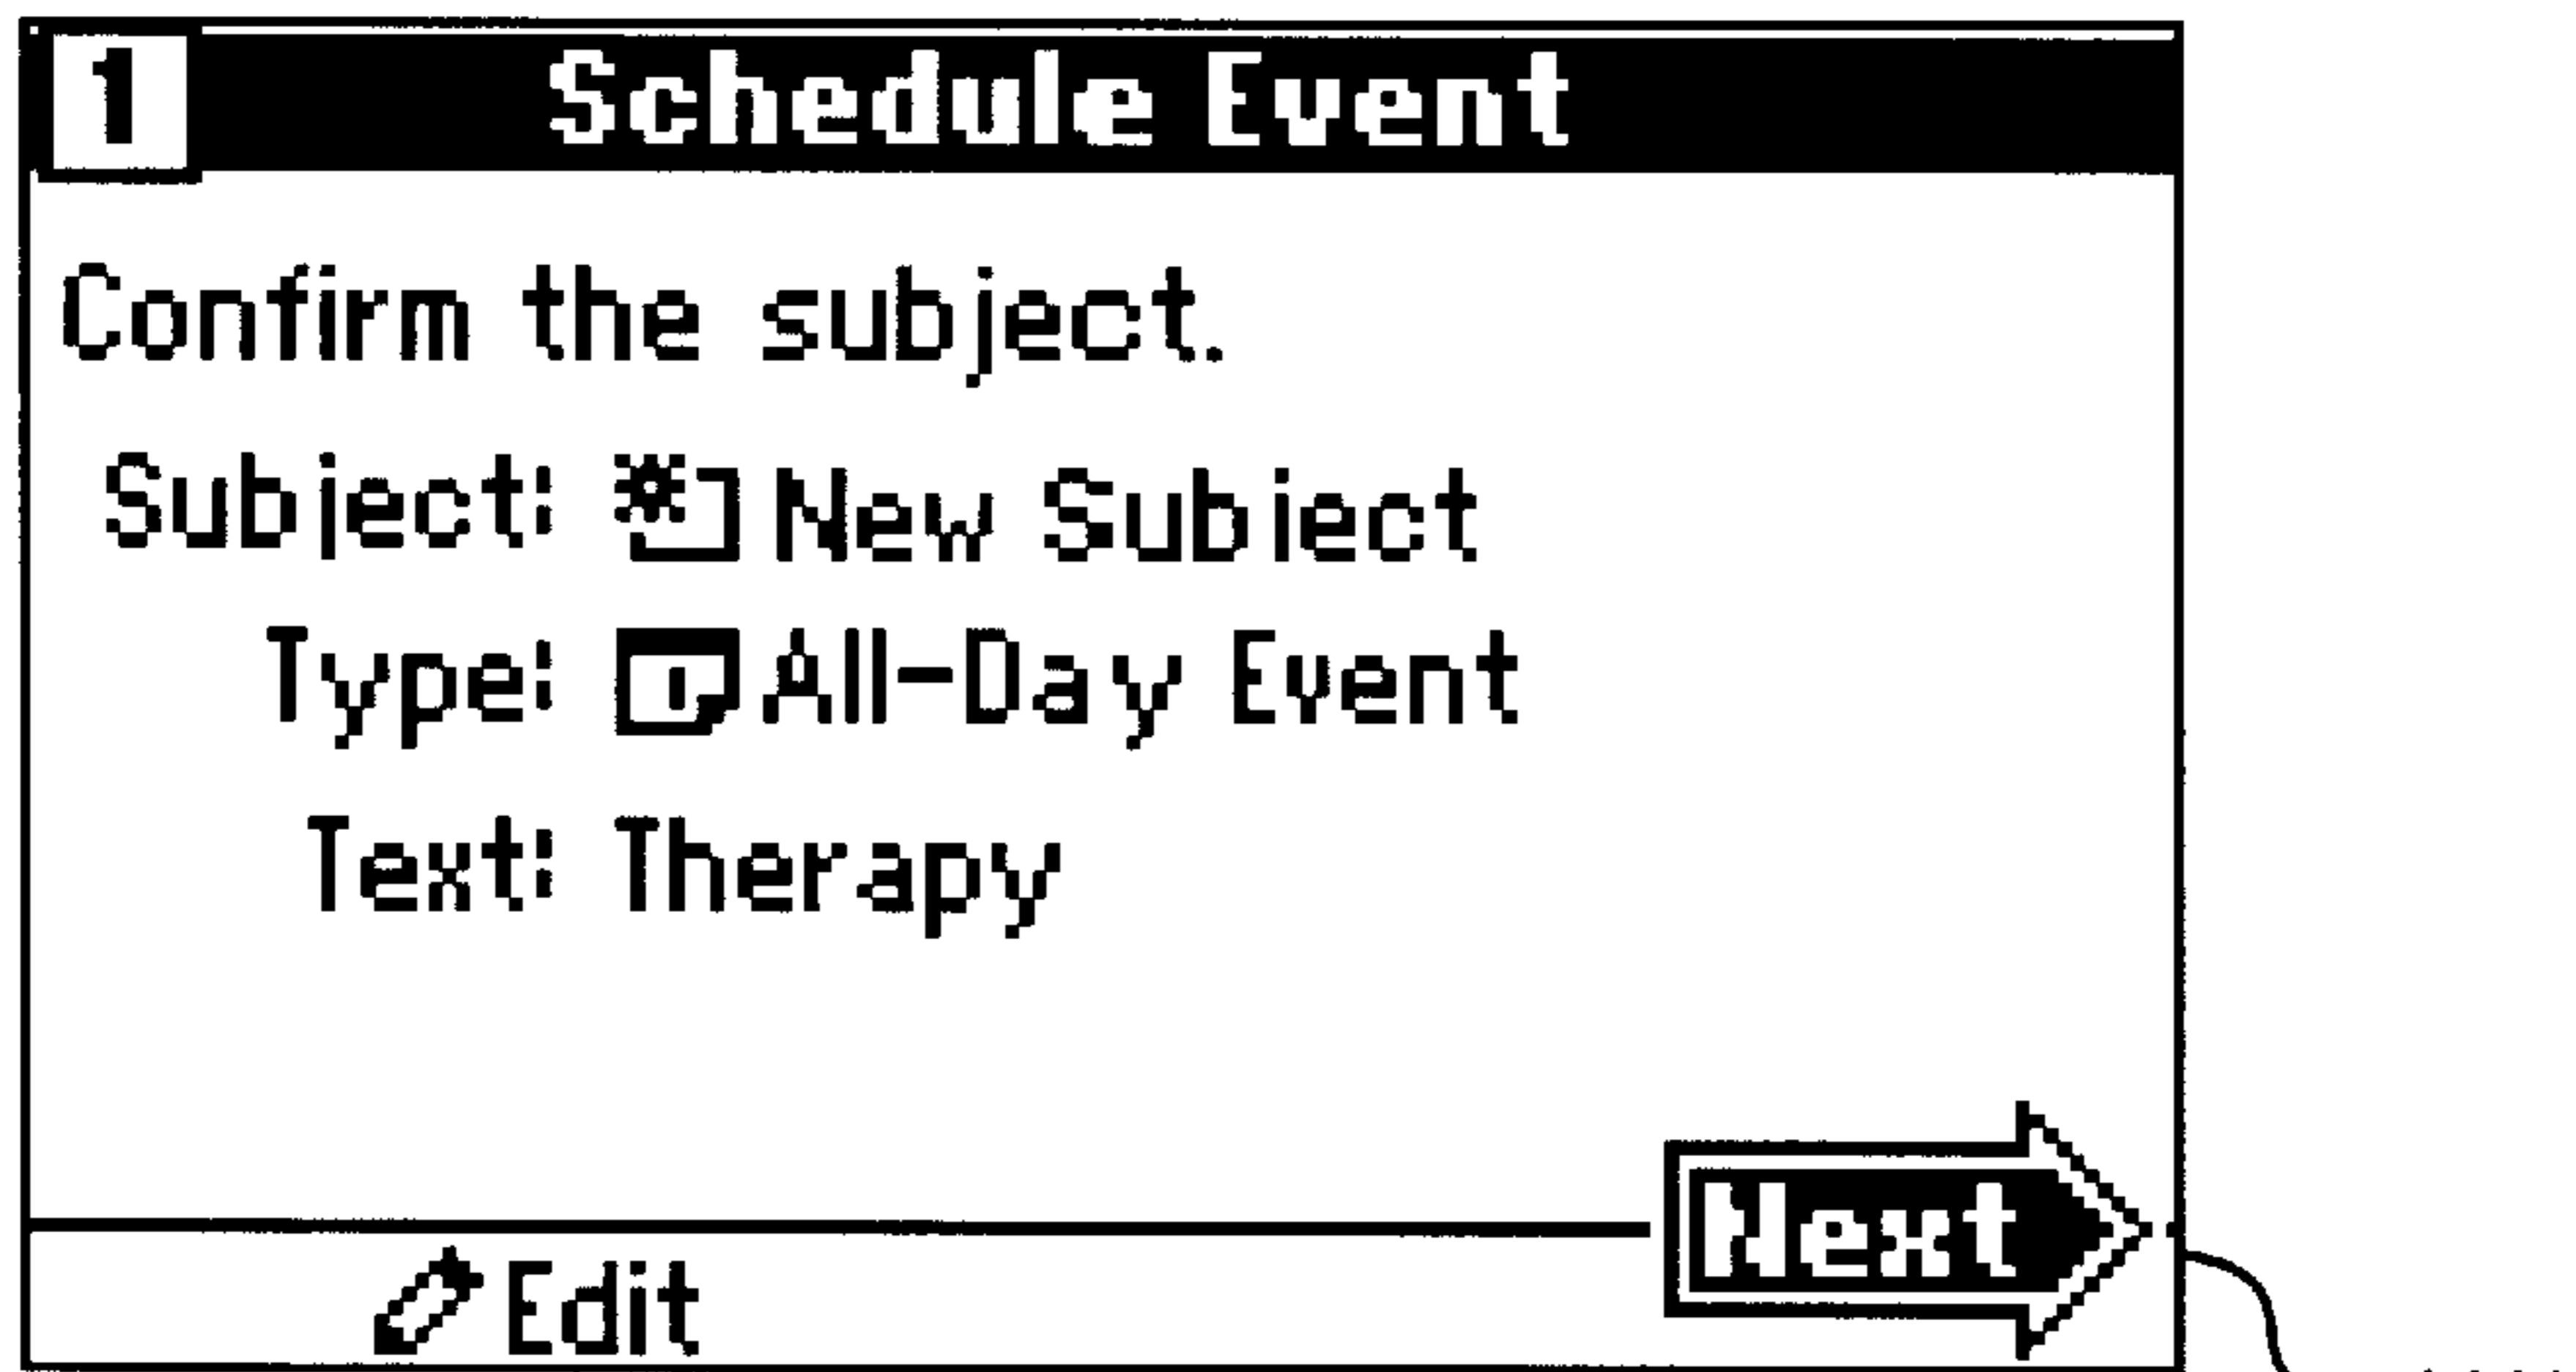 1 Schedule Event
Confirm the subject.
Subject: New Subject
Type: All-Day Event
Text: Therapy
Next
Edit